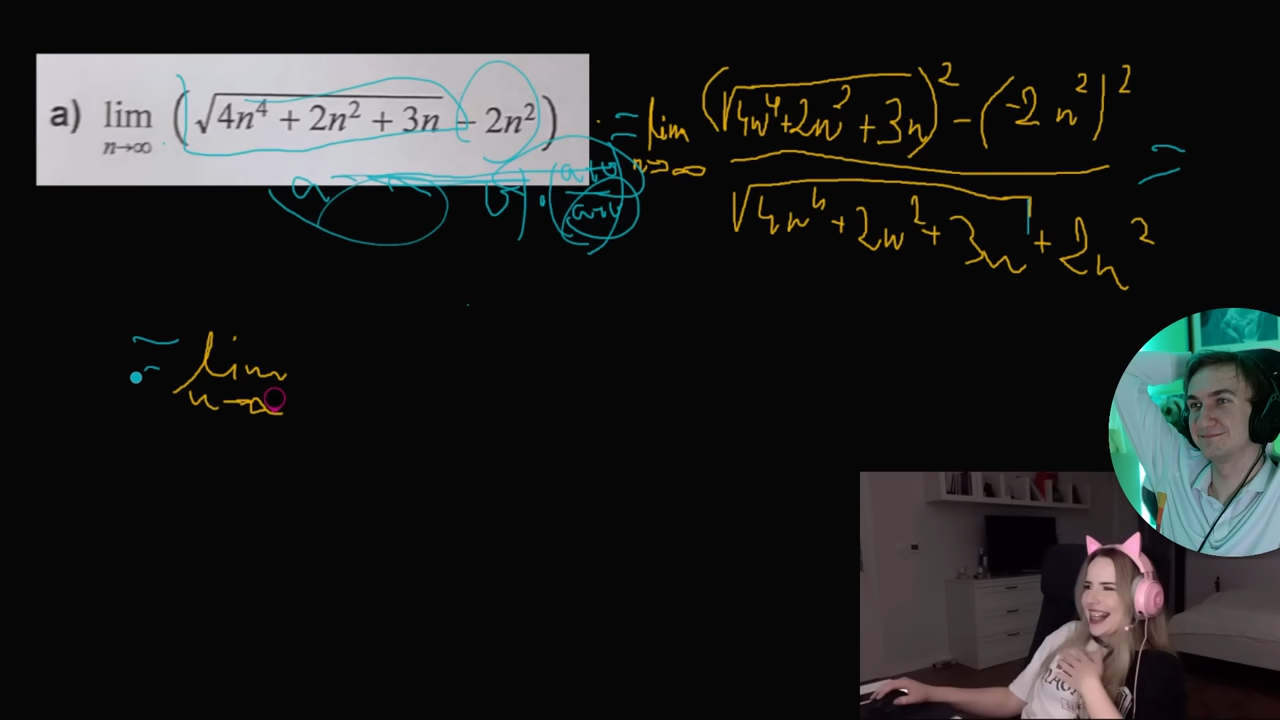 a) lim n→∞ (√4n⁴ + 2n² + 3n − 2n²)
= lim n→∞ (√4n⁴+2n²+3n)² − (−2n²)² / √4n⁴+2n²+3n + 2n² =
= lim n→∞